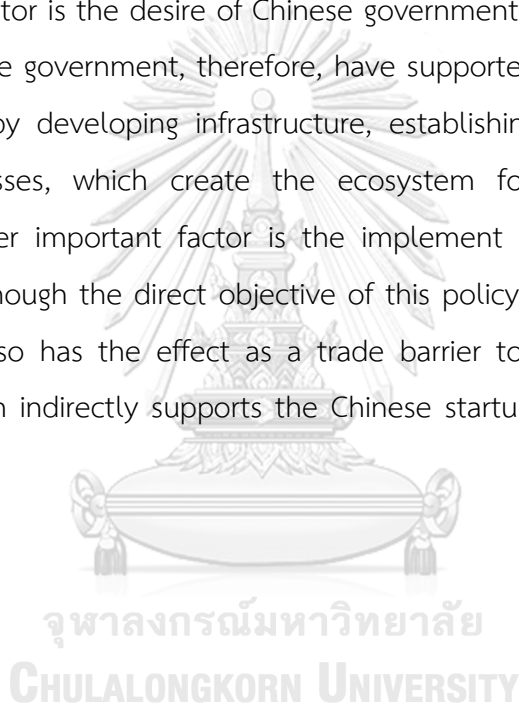 tor is the desire of Chinese government
e government, therefore, have supporte
by developing infrastructure, establishin
sses, which create the ecosystem fo
er important factor is the implement
hough the direct objective of this policy
so has the effect as a trade barrier to
n indirectly supports the Chinese startu
จุฬาลงกรณ์มหาวิทยาลัย
CHULALONGKORN UNIVERSITY